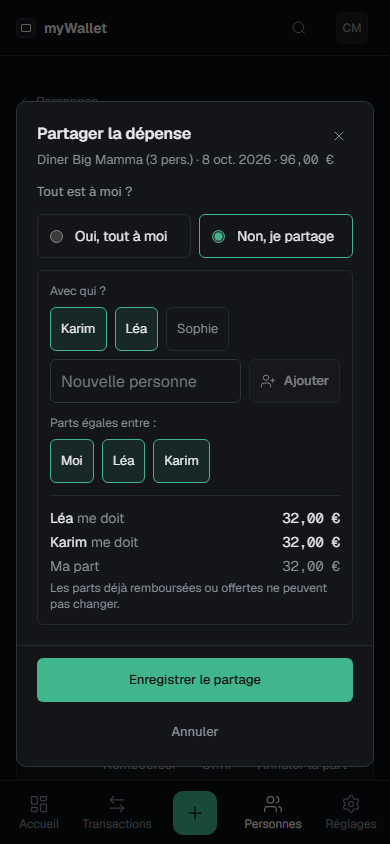 myWallet
CM
Personnes
Partager la dépense
Dîner Big Mamma (3 pers.) · 8 oct. 2026 · 96,00 €
Tout est à moi ?
Oui, tout à moi
Non, je partage
Avec qui ?
Karim
Léa
Sophie
Nouvelle personne
Ajouter
Parts égales entre :
Moi
Léa
Karim
Léa me doit 32,00 €
Karim me doit 32,00 €
Ma part 32,00 €
Les parts déjà remboursées ou offertes ne peuvent
pas changer.
Enregistrer le partage
Annuler
Accueil
Transactions
Personnes
Réglages